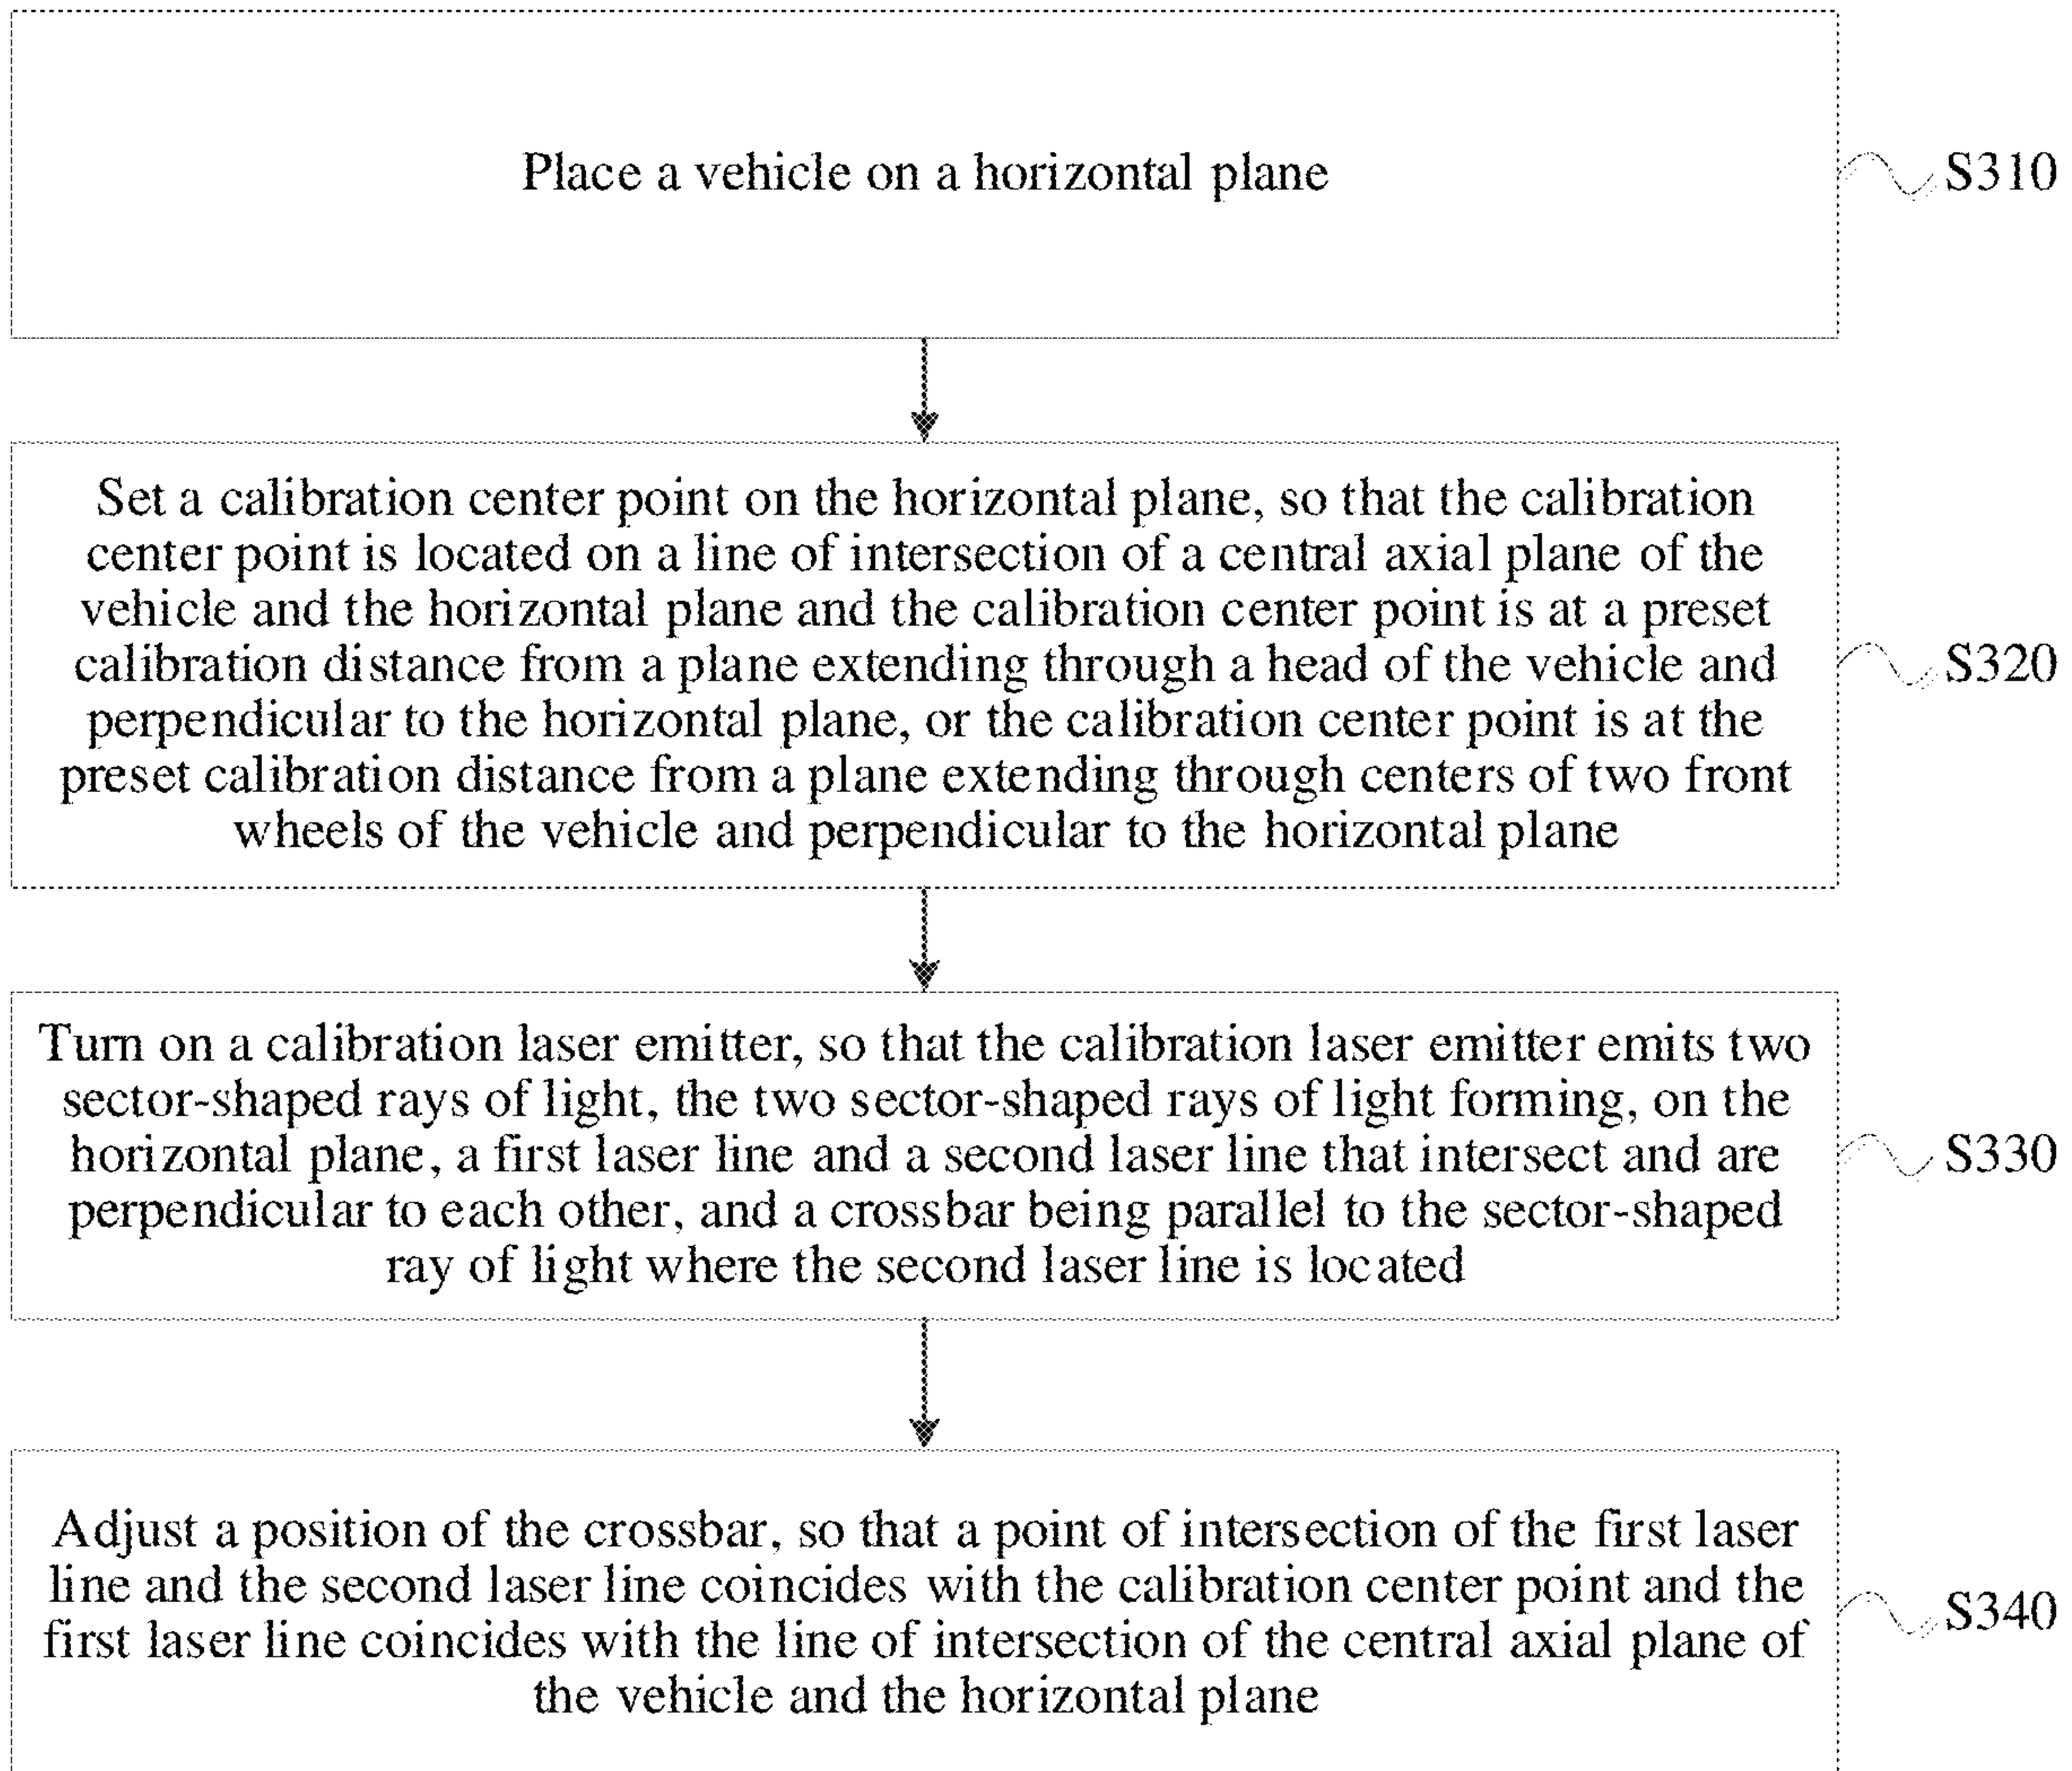 Place a vehicle on a horizontal plane
S310
Set a calibration center point on the horizontal plane, so that the calibration
center point is located on a line of intersection of a central axial plane of the
vehicle and the horizontal plane and the calibration center point is at a preset
calibration distance from a plane extending through a head of the vehicle and
perpendicular to the horizontal plane, or the calibration center point is at the
preset calibration distance from a plane extending through centers of two front
wheels of the vehicle and perpendicular to the horizontal plane
S320
Turn on a calibration laser emitter, so that the calibration laser emitter emits two
sector-shaped rays of light, the two sector-shaped rays of light forming, on the
horizontal plane, a first laser line and a second laser line that intersect and are
perpendicular to each other, and a crossbar being parallel to the sector-shaped
ray of light where the second laser line is located
S330
Adjust a position of the crossbar, so that a point of intersection of the first laser
line and the second laser line coincides with the calibration center point and the
first laser line coincides with the line of intersection of the central axial plane of
the vehicle and the horizontal plane
S340